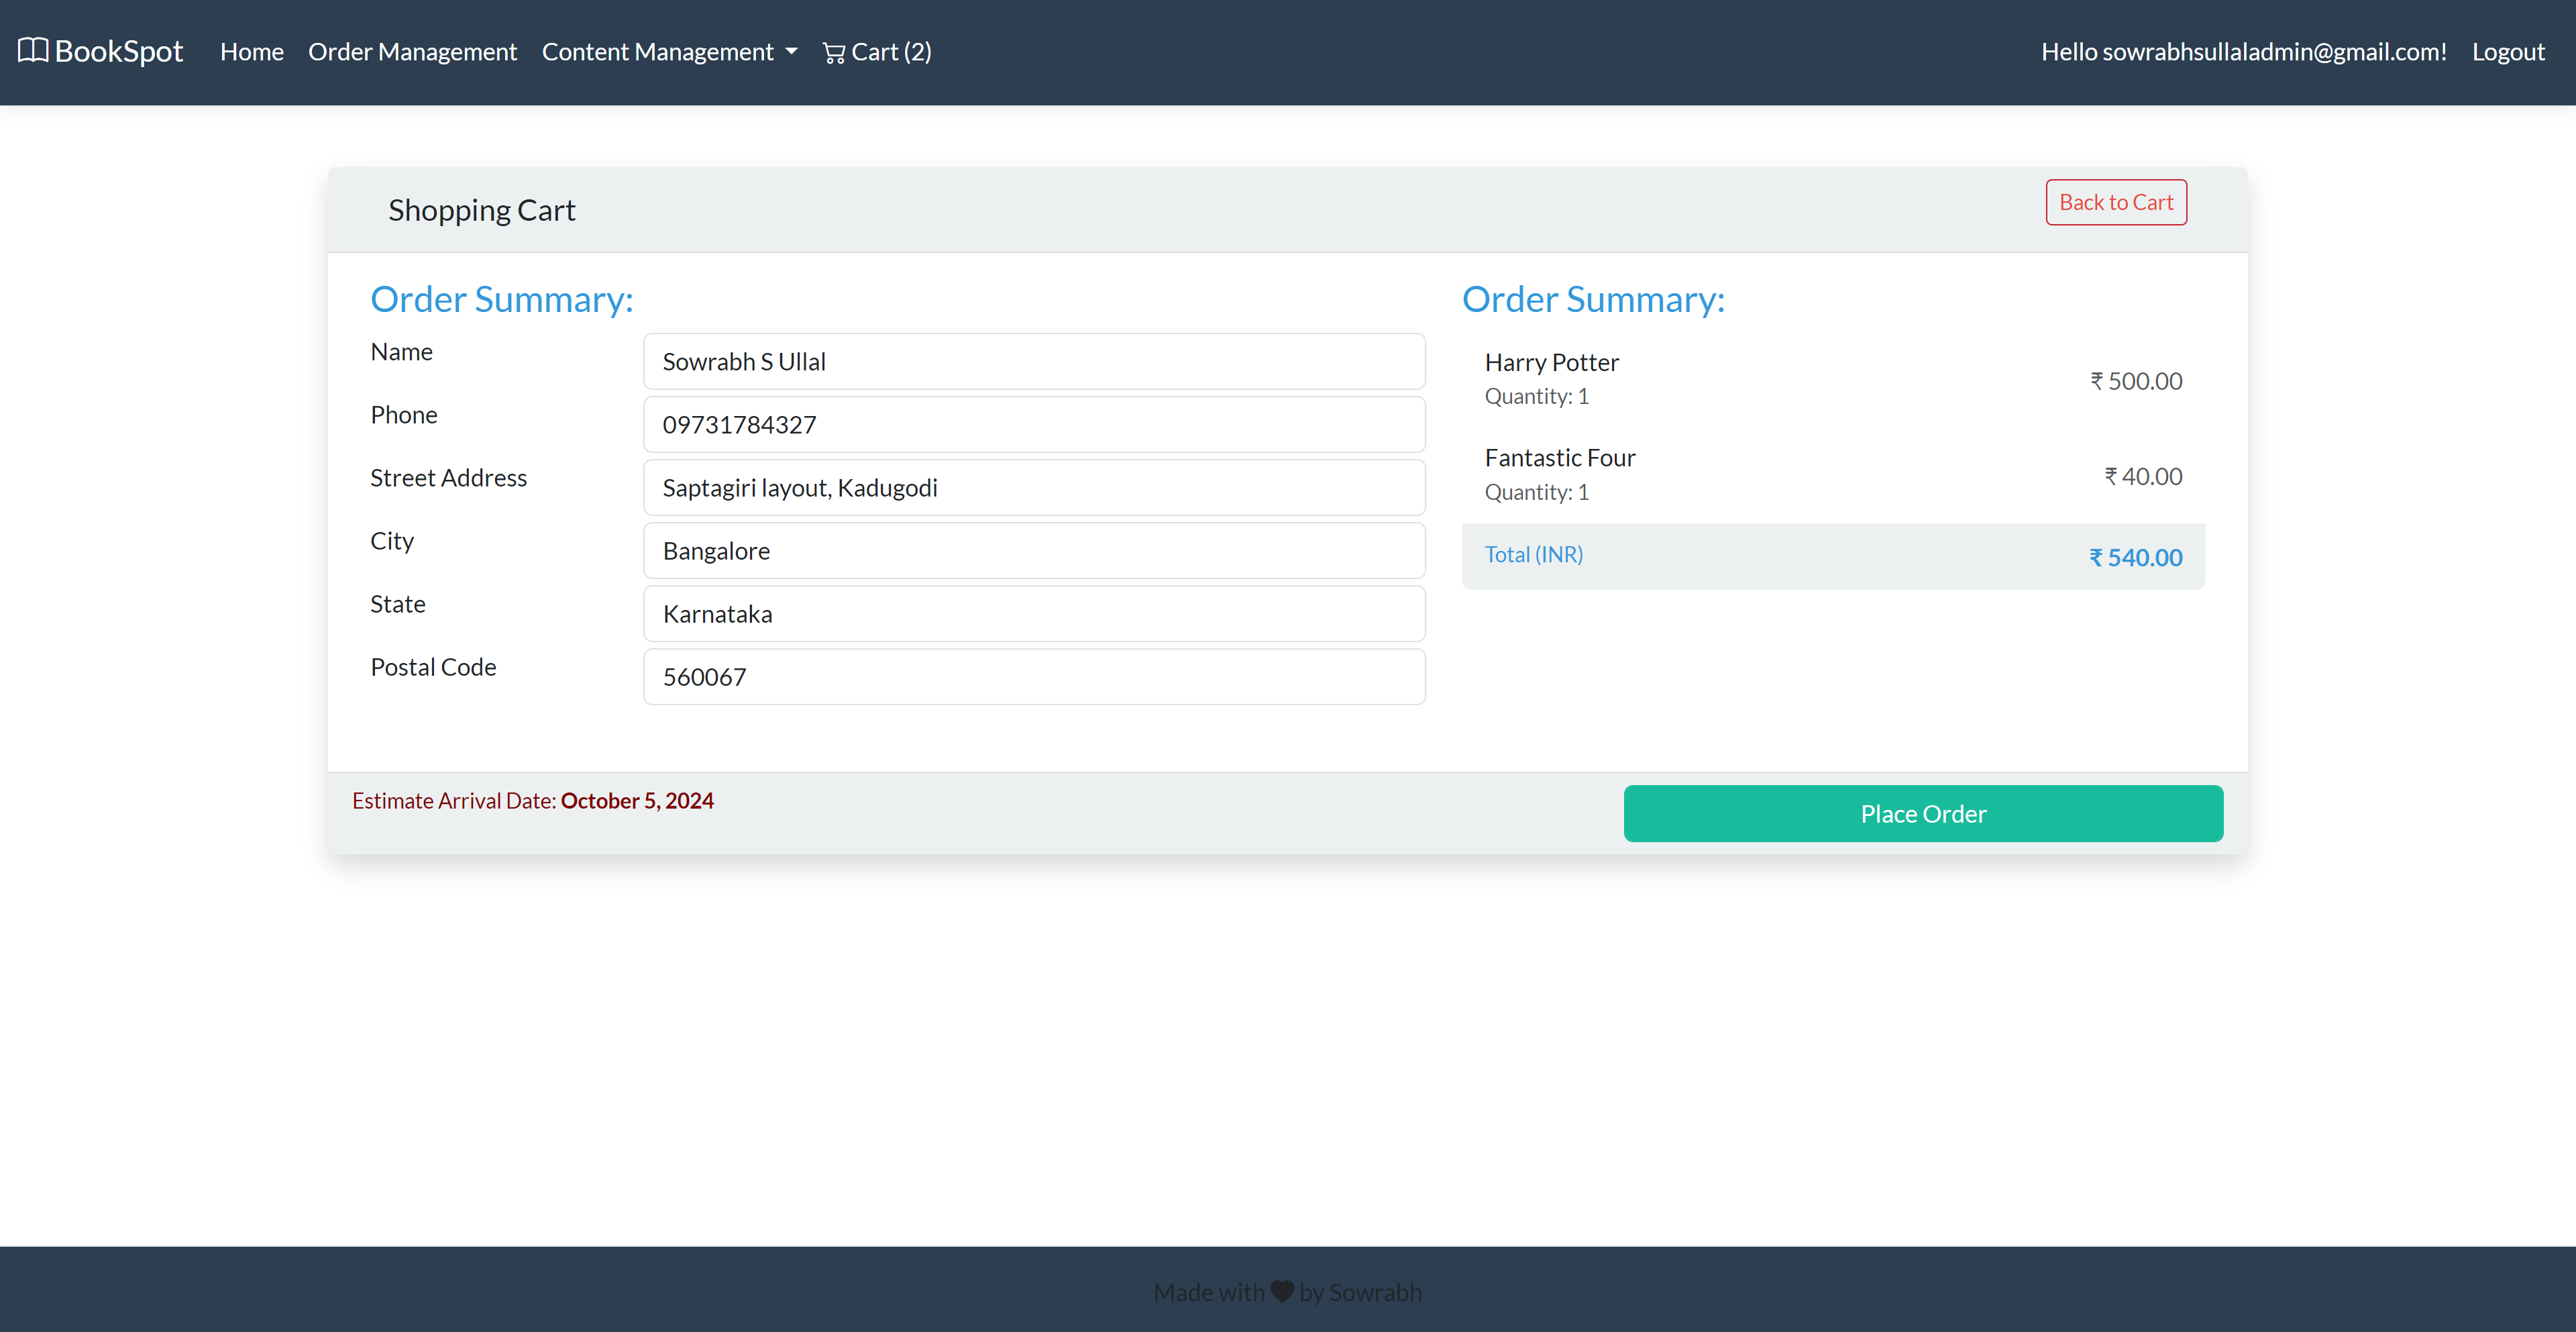 BookSpot Home Order Management Content Management Cart (2) Hello sowrabhsullaladmin@gmail.com! Logout
Shopping Cart Back to Cart
Order Summary:
Name Sowrabh S Ullal
Phone 09731784327
Street Address Saptagiri layout, Kadugodi
City Bangalore
State Karnataka
Postal Code 560067
Order Summary:
Harry Potter
Quantity: 1
₹ 500.00
Fantastic Four
Quantity: 1
₹ 40.00
Total (INR) ₹ 540.00
Estimate Arrival Date: October 5, 2024 Place Order
Made with by Sowrabh